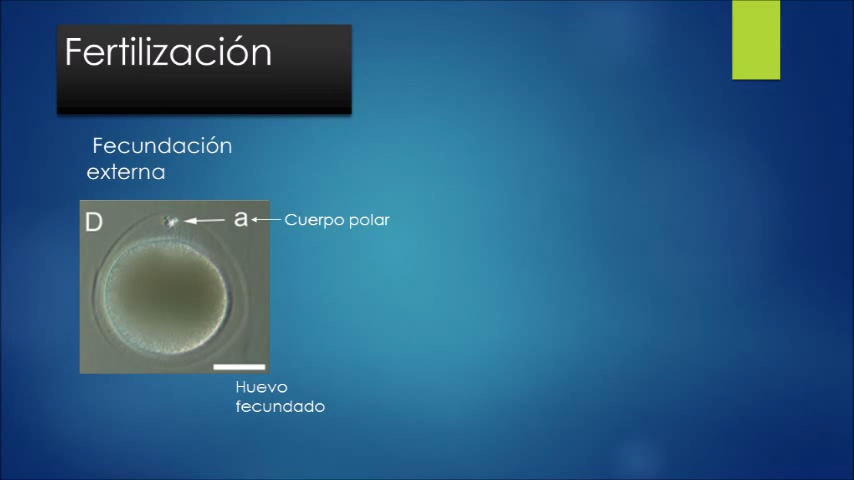 Fertilización
Fecundación
externa
D
a
Cuerpo polar
Huevo
fecundado